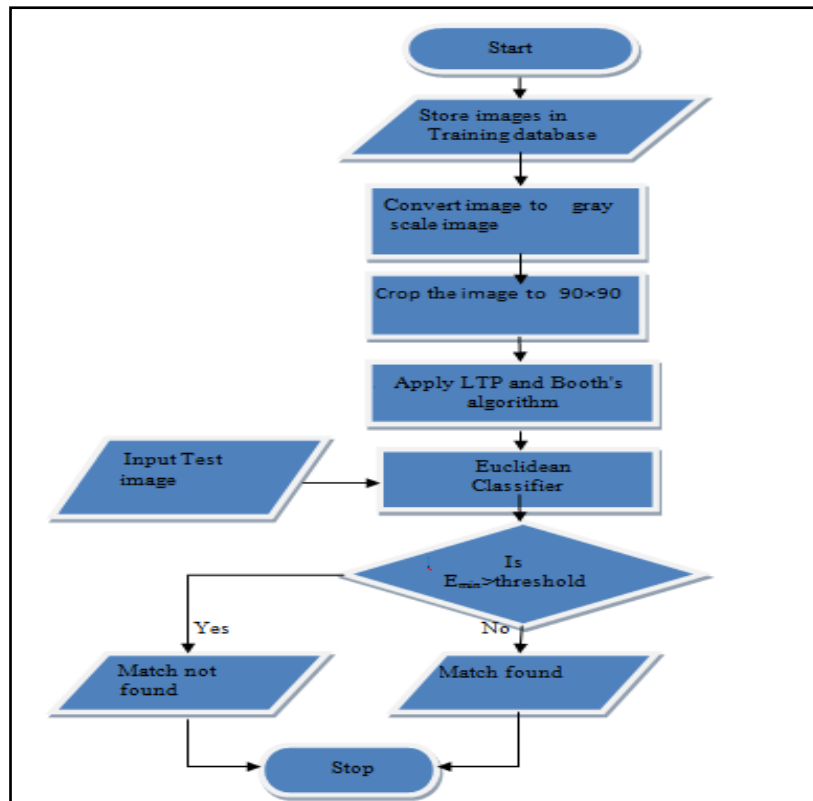 Start
Store images in
Training database
Convert image to gray
scale image
Crop the image to 90×90
Apply LTP and Booth's
algorithm
Input Test
image
Euclidean
Classifier
Is
Emin>threshold
Yes
No
Match not
found
Match found
Stop